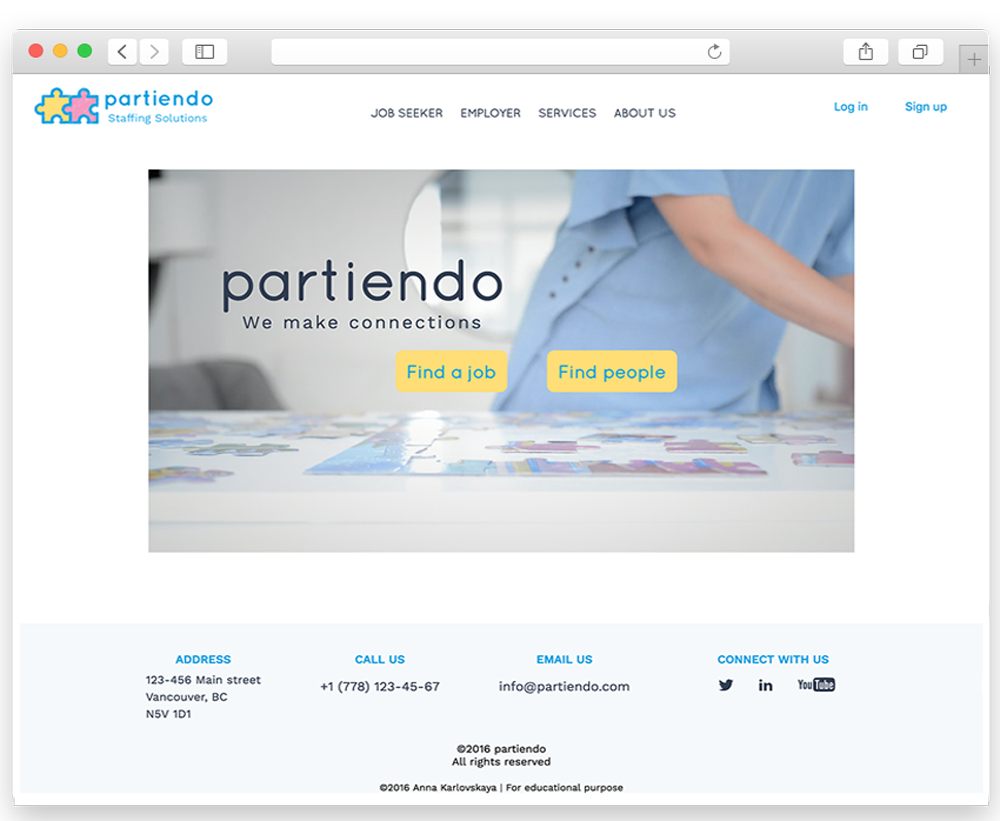 partiendo
Staffing Solutions
JOB SEEKER EMPLOYER SERVICES ABOUT US
Log in Sign up
partiendo
We make connections
Find a job Find people
ADDRESS CALL US EMAIL US CONNECT WITH US
123-456 Main street
Vancouver, BC
N5V 1D1
+1 (778) 123-45-67
info@partiendo.com
in YouTube
©2016 partiendo
All rights reserved
©2016 Anna Karlovskaya | For educational purpose